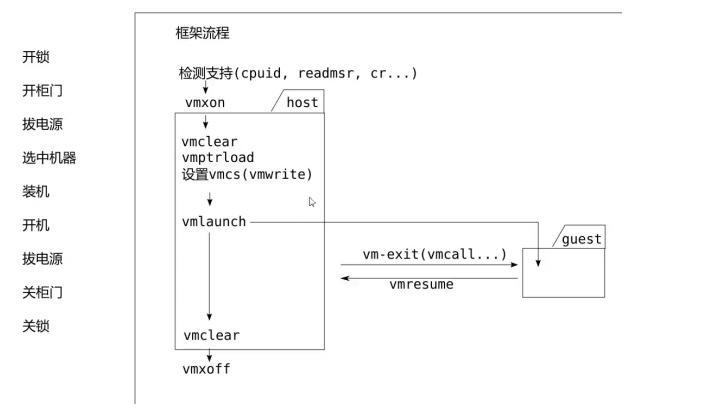 框架流程
开锁
开柜门
拔电源
选中机器
装机
开机
拔电源
关柜门
关锁
检测支持(cpuid, readmsr, cr...)
vmxon
host
vmclear
vmptrload
设置vmcs(vmwrite)
vmlaunch
guest
vm-exit(vmcall...)
vmresume
vmclear
vmxoff